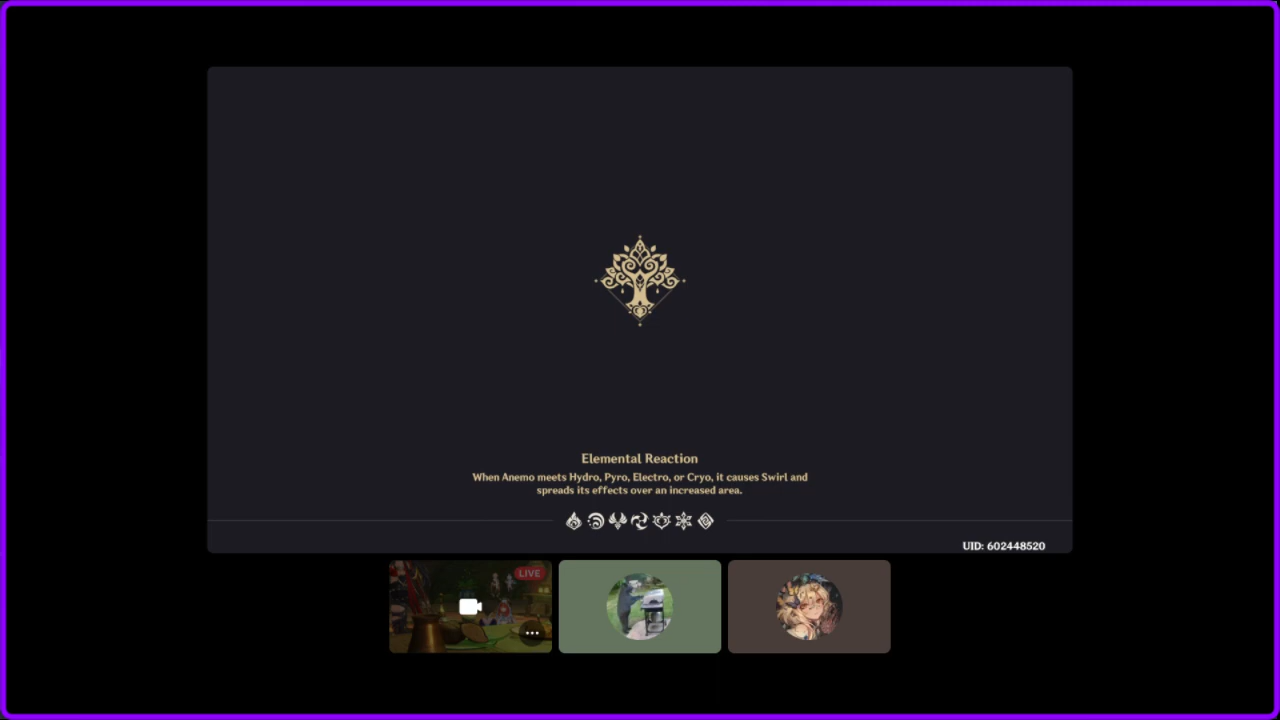 Elemental Reaction
When Anemo meets Hydro, Pyro, Electro, or Cryo, it causes Swirl and
spreads its effects over an increased area.
UID: 602448520
LIVE